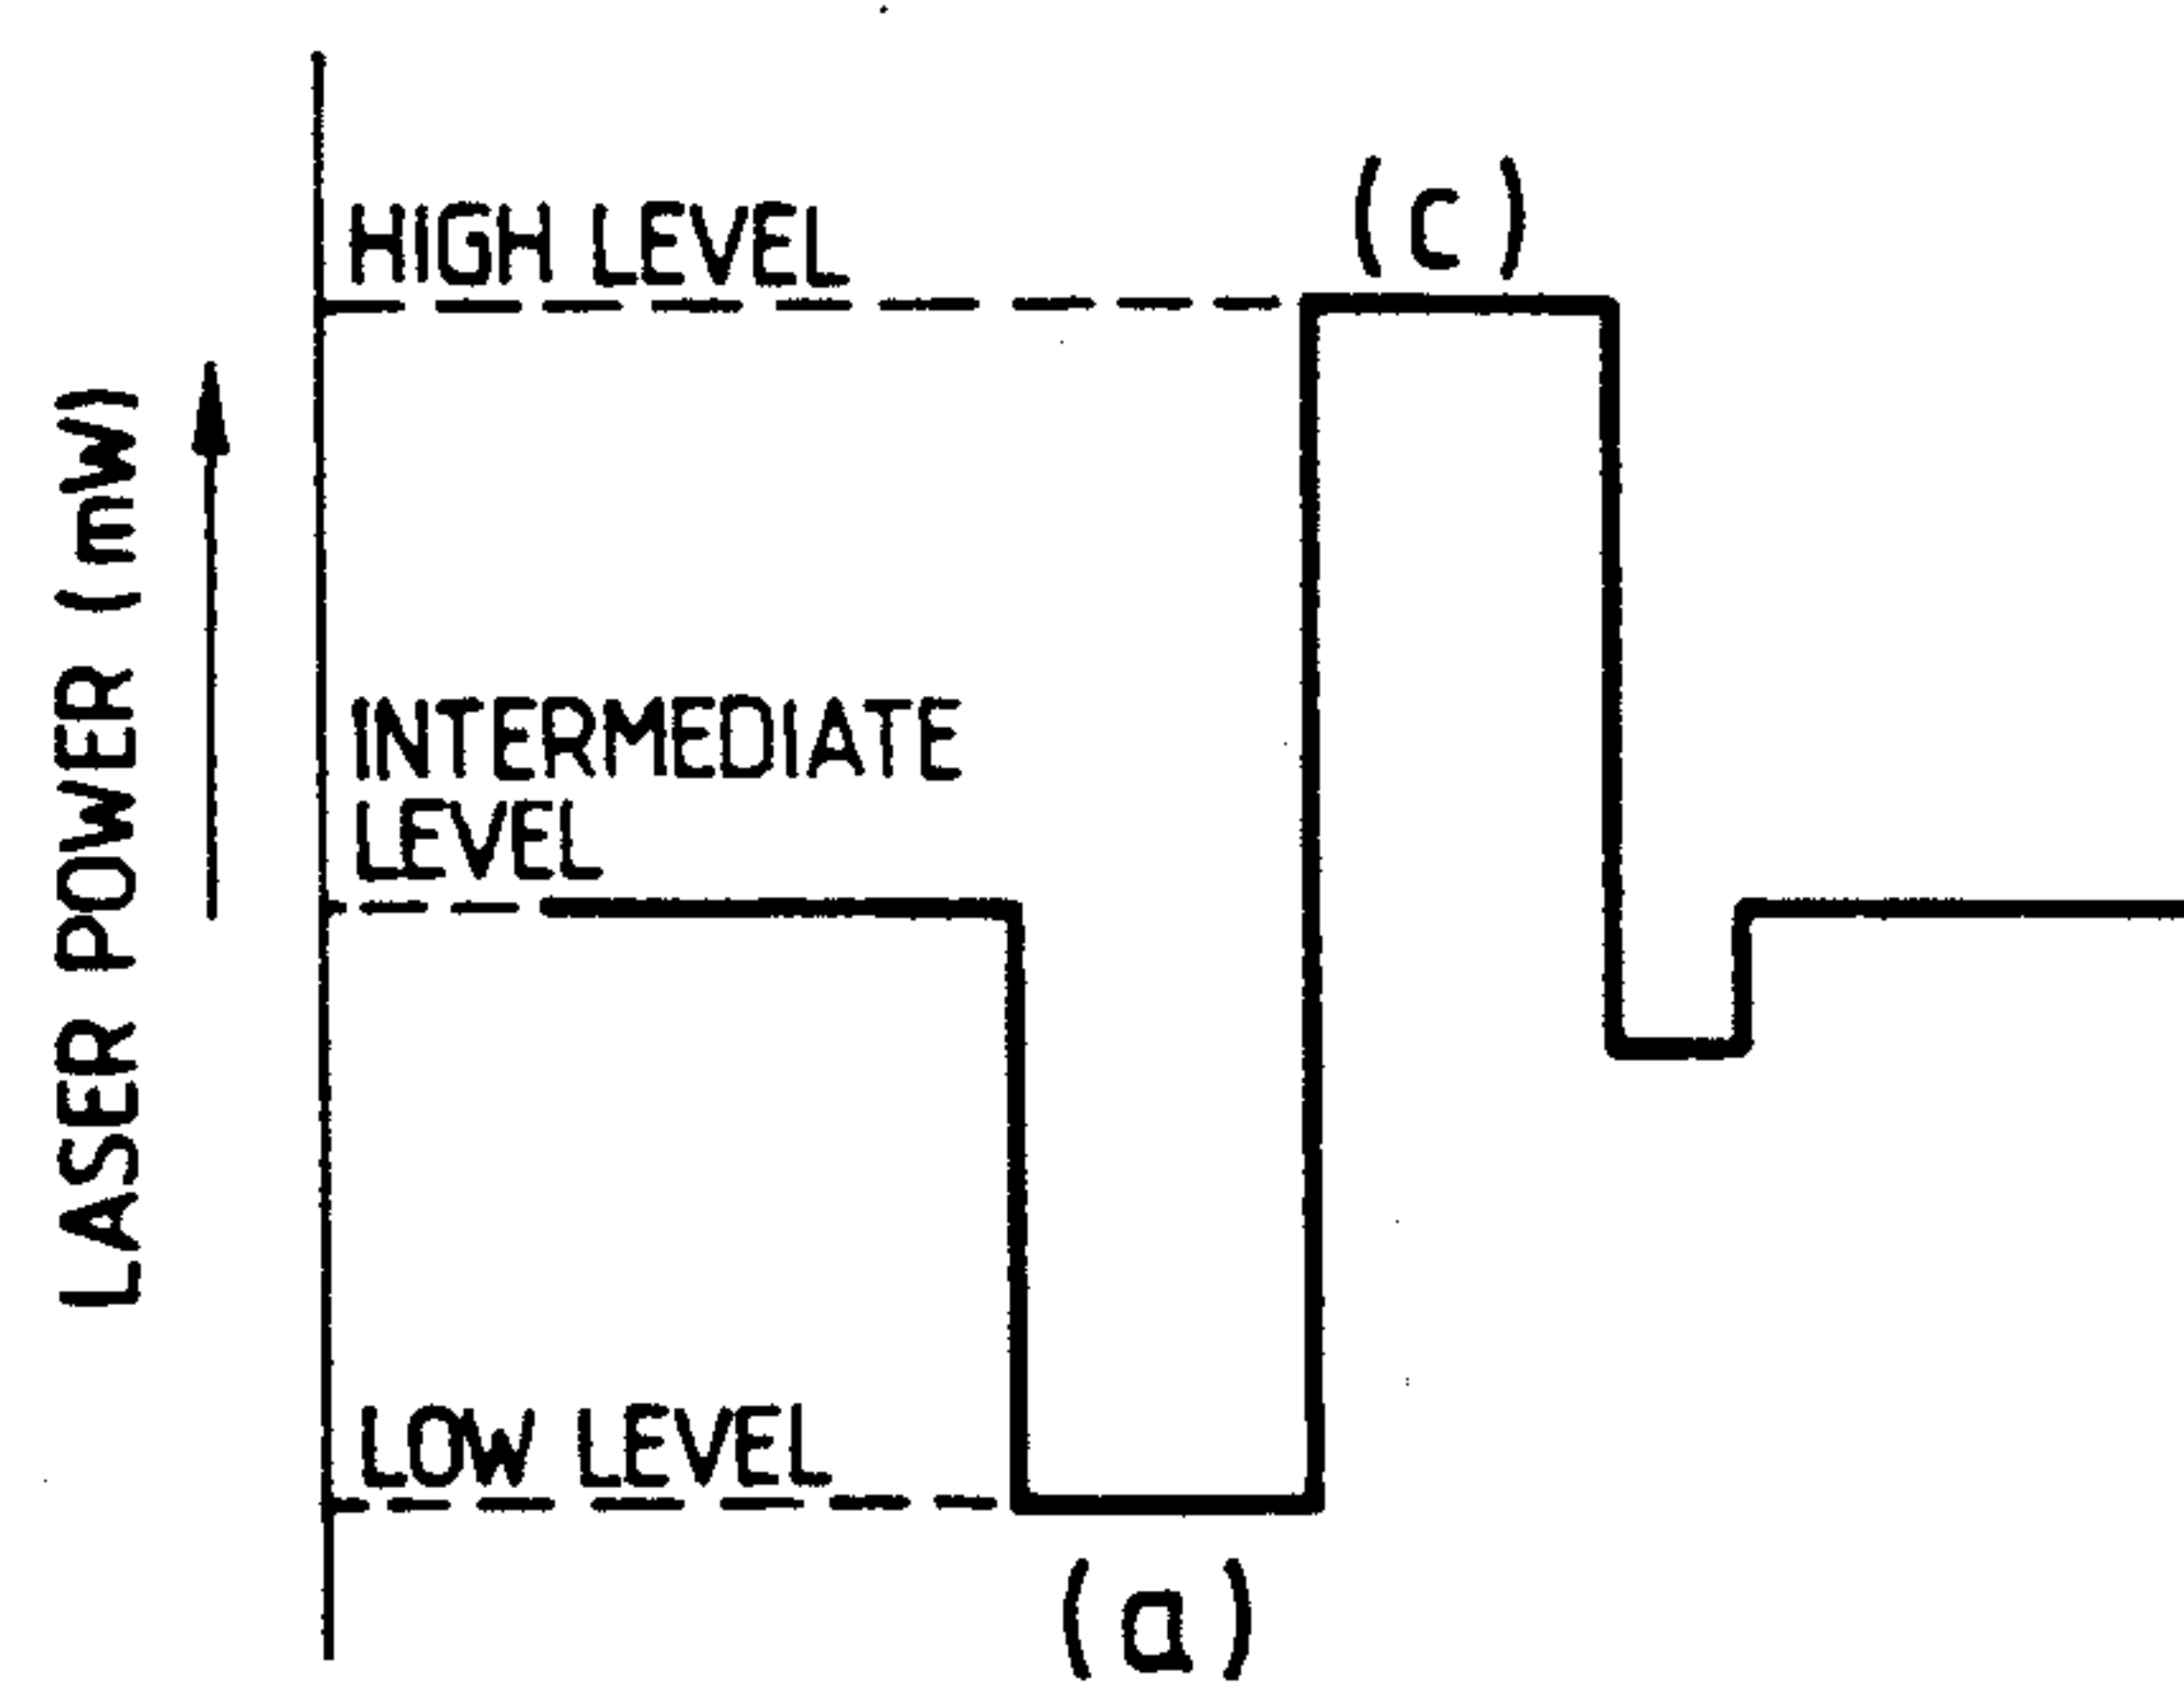 (c)
HIGH LEVEL
LASER POWER (mW)
INTERMEDIATE
LEVEL
LOW LEVEL
(a)